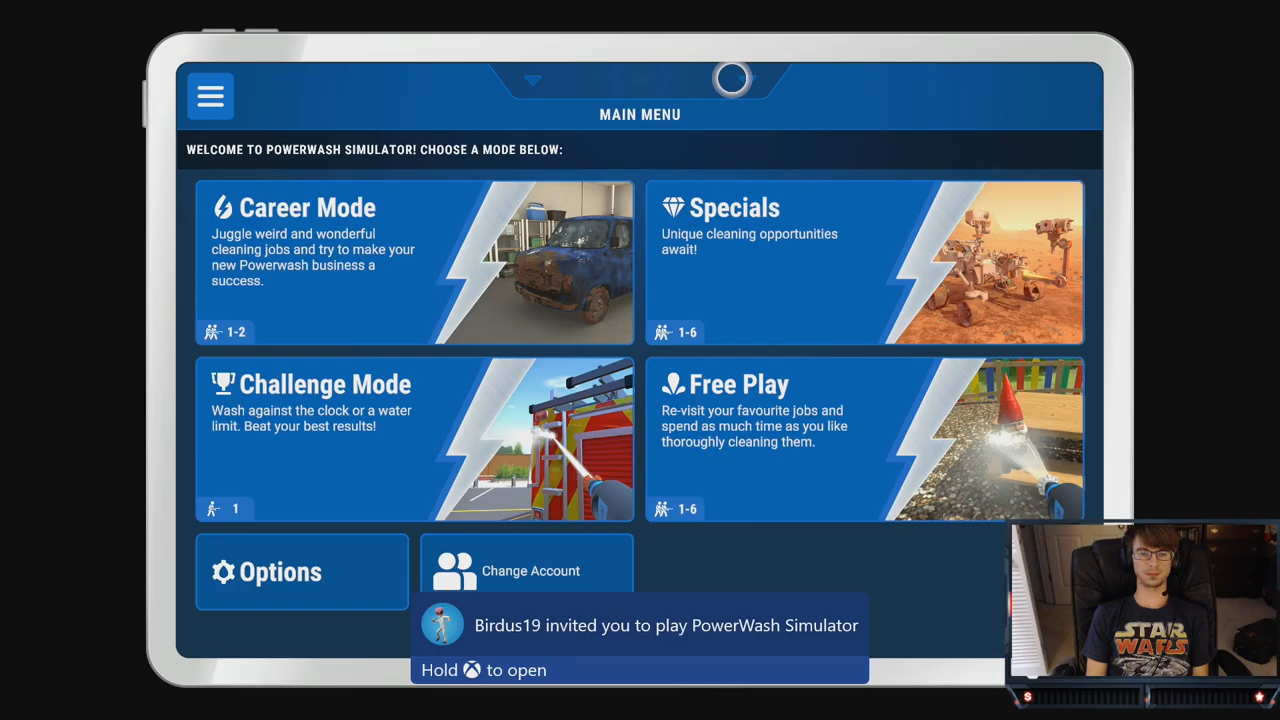 MAIN MENU
WELCOME TO POWERWASH SIMULATOR! CHOOSE A MODE BELOW:
Career Mode
Juggle weird and wonderful
cleaning jobs and try to make your
new Powerwash business a
success.
1-2
Specials
Unique cleaning opportunities
await!
1-6
Challenge Mode
Wash against the clock or a water
limit. Beat your best results!
1
Free Play
Re-visit your favourite jobs and
spend as much time as you like
thoroughly cleaning them.
1-6
Options
Change Account
Birdus19 invited you to play PowerWash Simulator
Hold to open
STAR
WARS
S